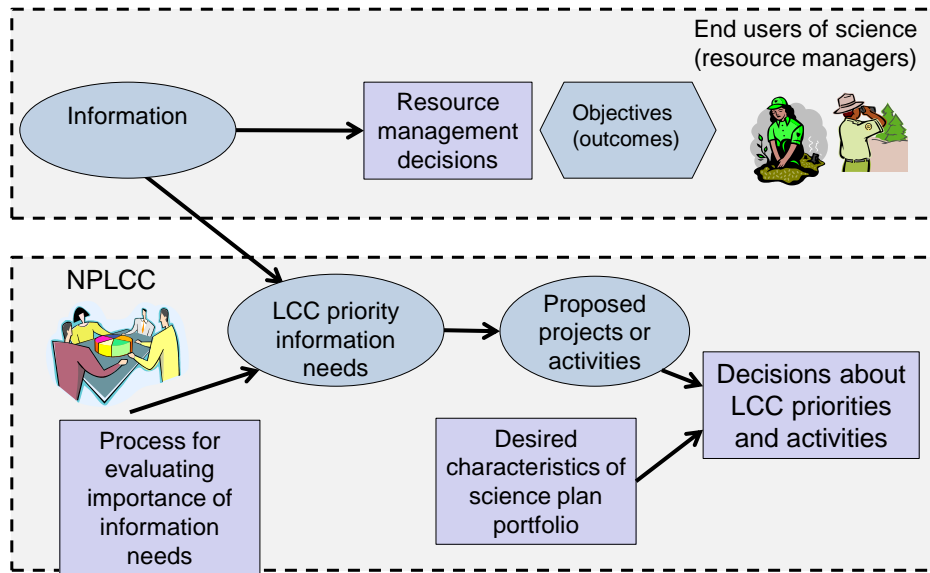 End users of science
(resource managers)
Information
Resource
management
decisions
Objectives
(outcomes)
NPLCC
LCC priority
information
needs
Proposed
projects or
activities
Decisions about
LCC priorities
and activities
Process for
evaluating
importance of
information
needs
Desired
characteristics of
science plan
portfolio